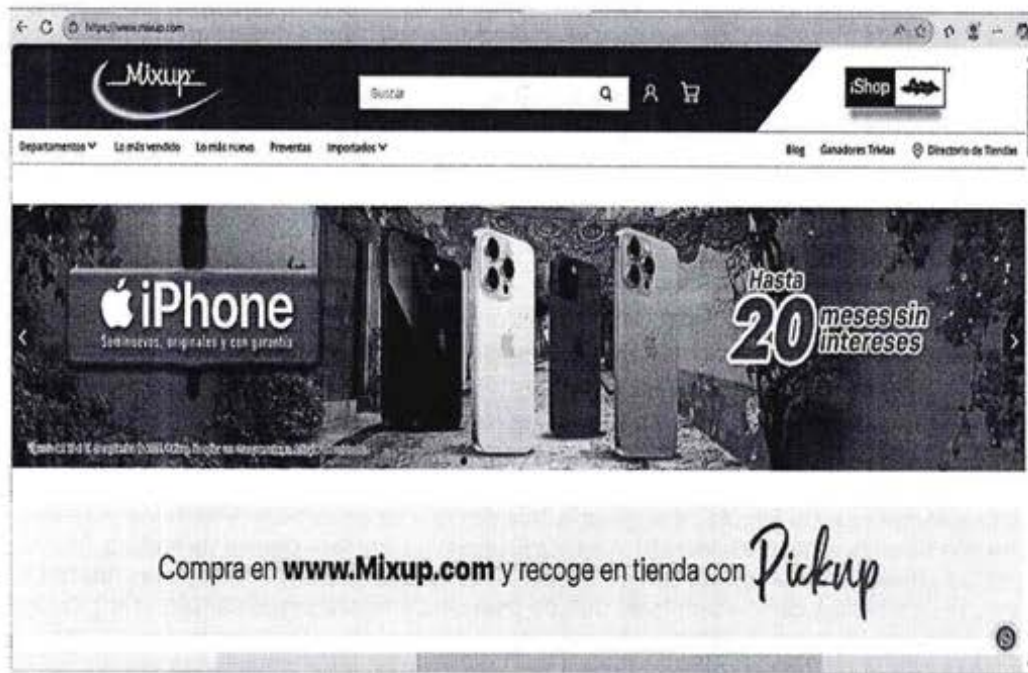 https://www.mixup.com
Mixup
Buscar
iShop
Departamentos Lo más vendido Lo más nuevo Preventas Importados Blog Ganadores Trivias Directorio de Tiendas
iPhone
Seminuevos, originales y con garantía
Hasta
20 meses sin
intereses
Compra en www.Mixup.com y recoge en tienda con Pickup